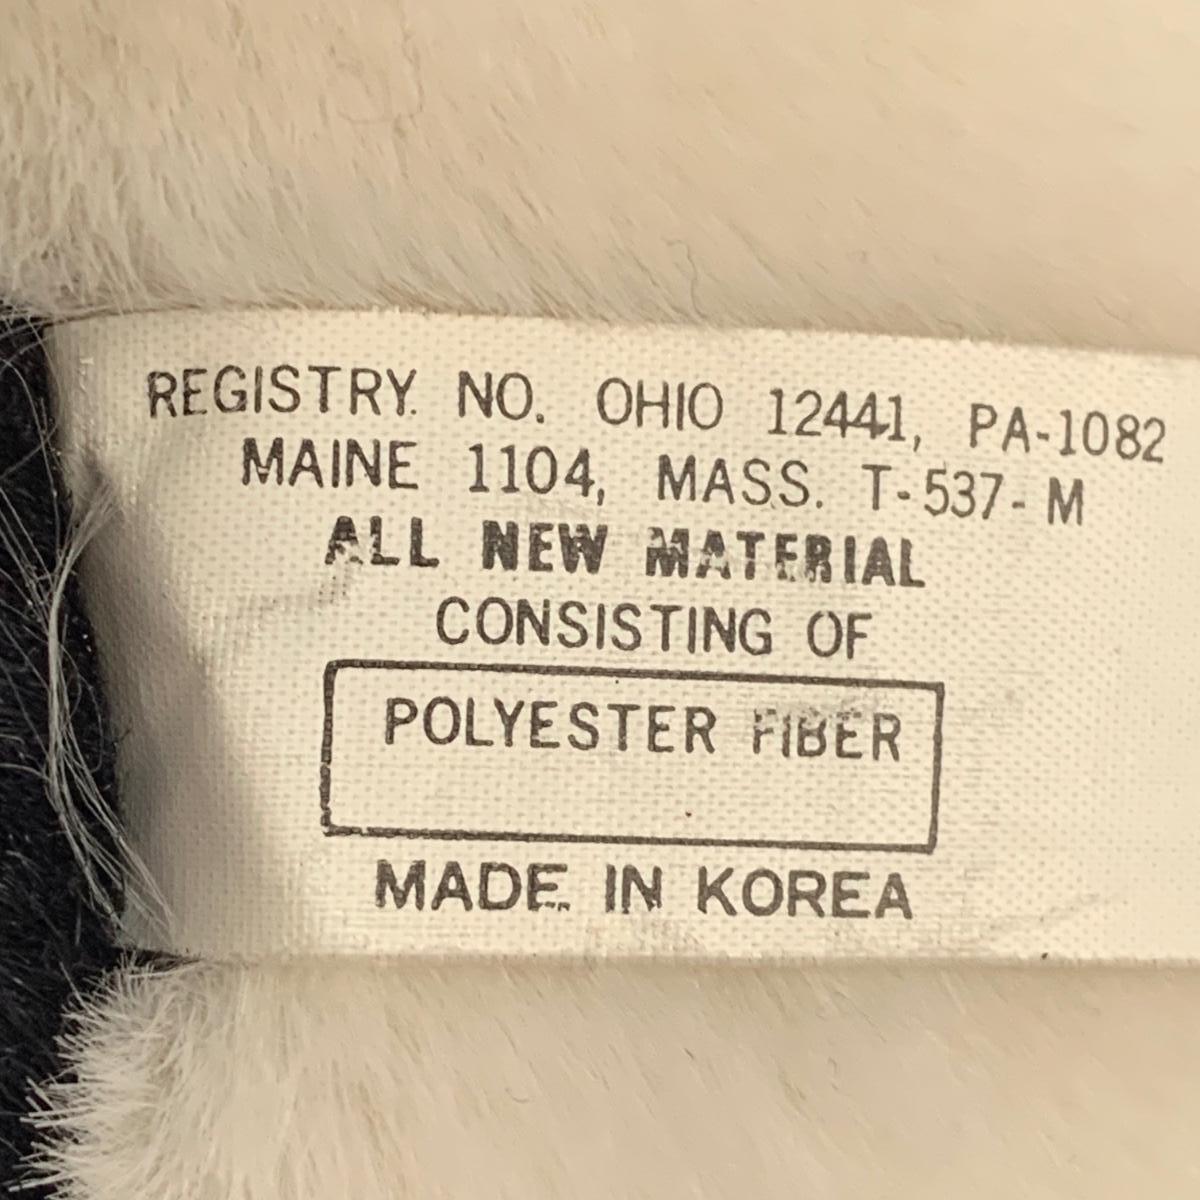 REGISTRY. NO. OHIO 12441, PA-1082
MAINE 1104, MASS. T-537-M
ALL NEW MATERIAL
CONSISTING OF
POLYESTER FIBER
MADE. IN KOREA